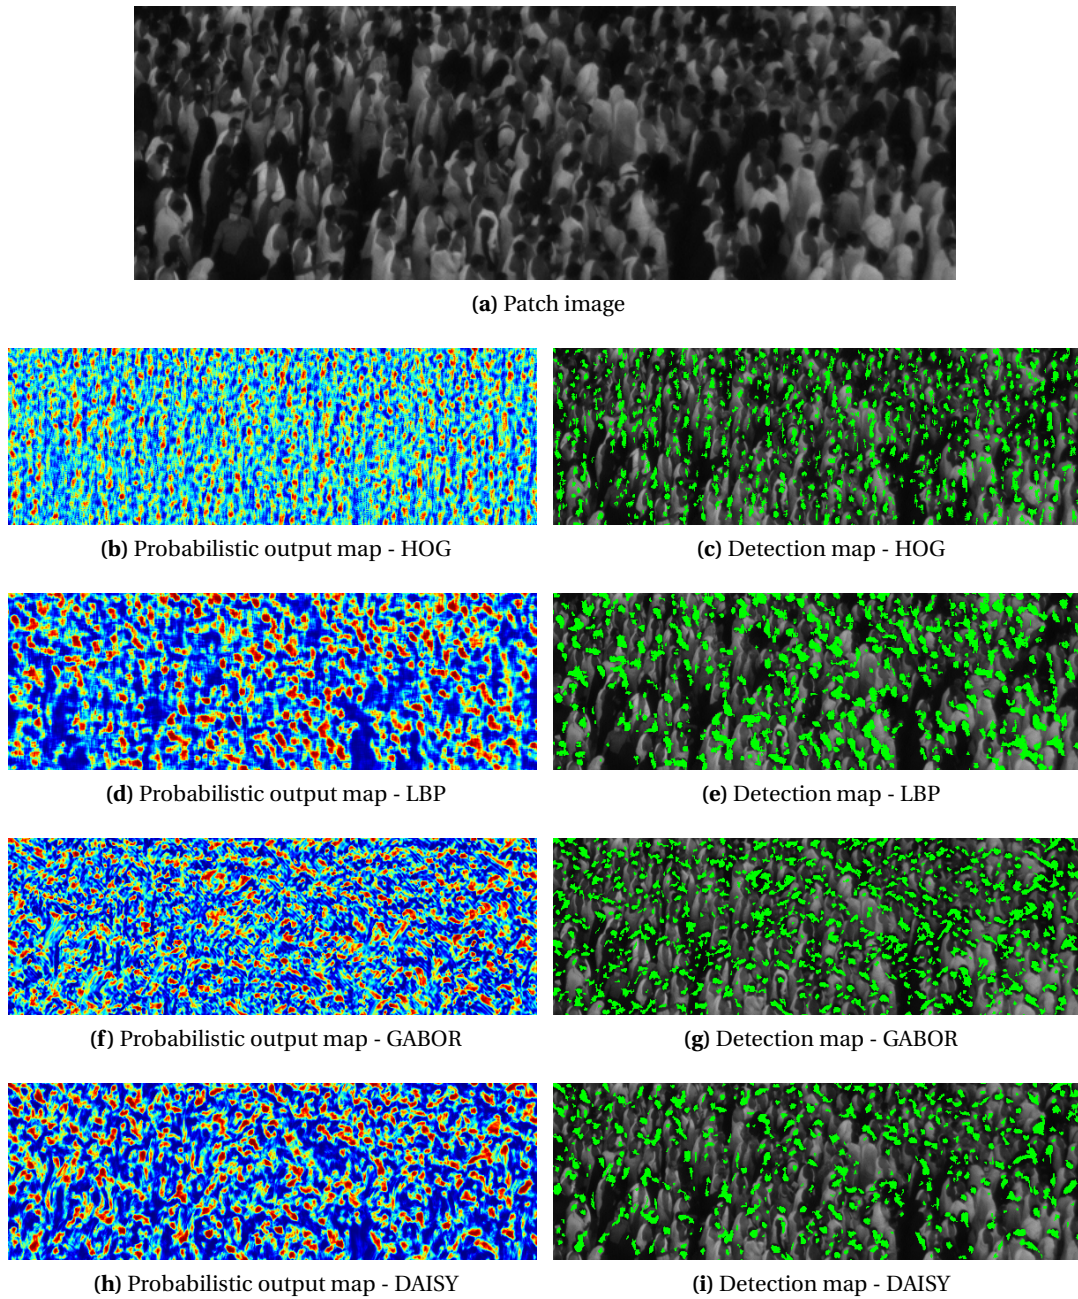 (a) Patch image
(b) Probabilistic output map - HOG
(c) Detection map - HOG
(d) Probabilistic output map - LBP
(e) Detection map - LBP
(f) Probabilistic output map - GABOR
(g) Detection map - GABOR
(h) Probabilistic output map - DAISY
(i) Detection map - DAISY